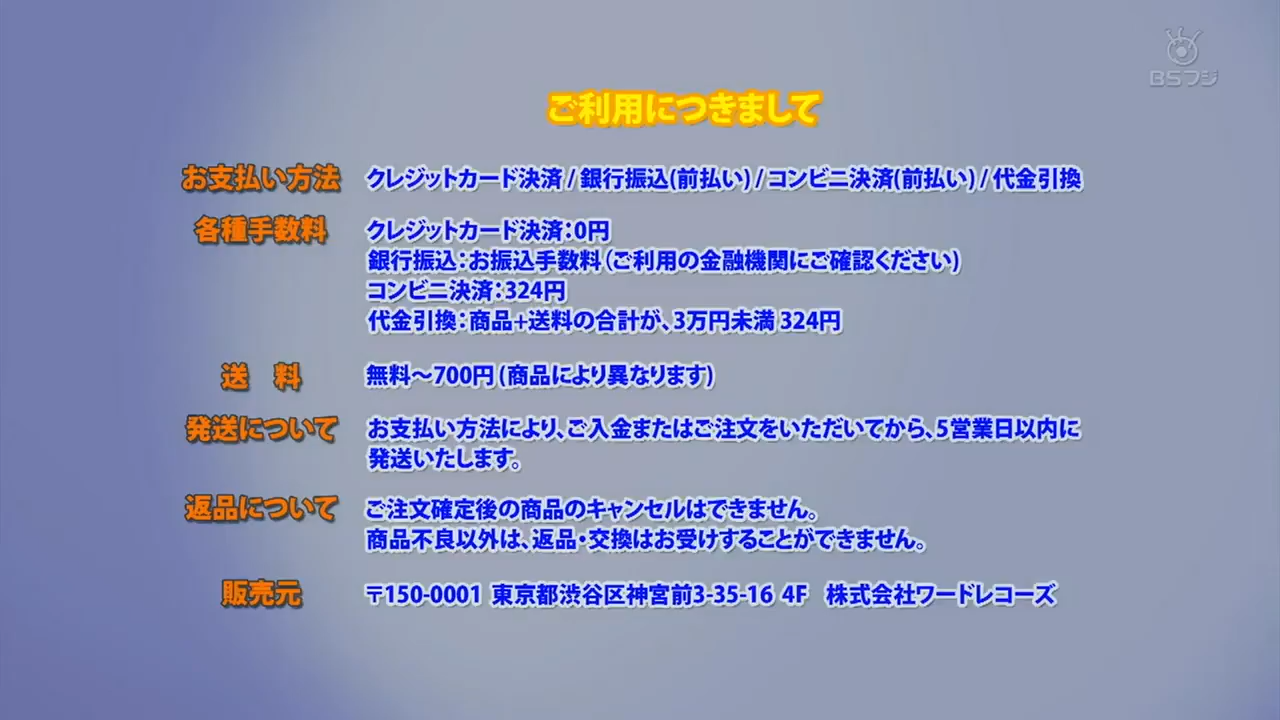 BSフジ
ご利用につきまして
お支払い方法 クレジットカード決済 / 銀行振込(前払い) / コンビニ決済(前払い) / 代金引換
各種手数料 クレジットカード決済:0円
銀行振込:お振込手数料(ご利用の金融機関にご確認ください)
コンビニ決済:324円
代金引換:商品+送料の合計が、3万円未満 324円
送 料 無料~700円(商品により異なります)
発送について お支払い方法により、ご入金またはご注文をいただいてから、5営業日以内に
発送いたします。
返品について ご注文確定後の商品のキャンセルはできません。
商品不良以外は、返品・交換はお受けすることができません。
販売元 〒150-0001 東京都渋谷区神宮前3-35-16 4F 株式会社ワードレコーズ